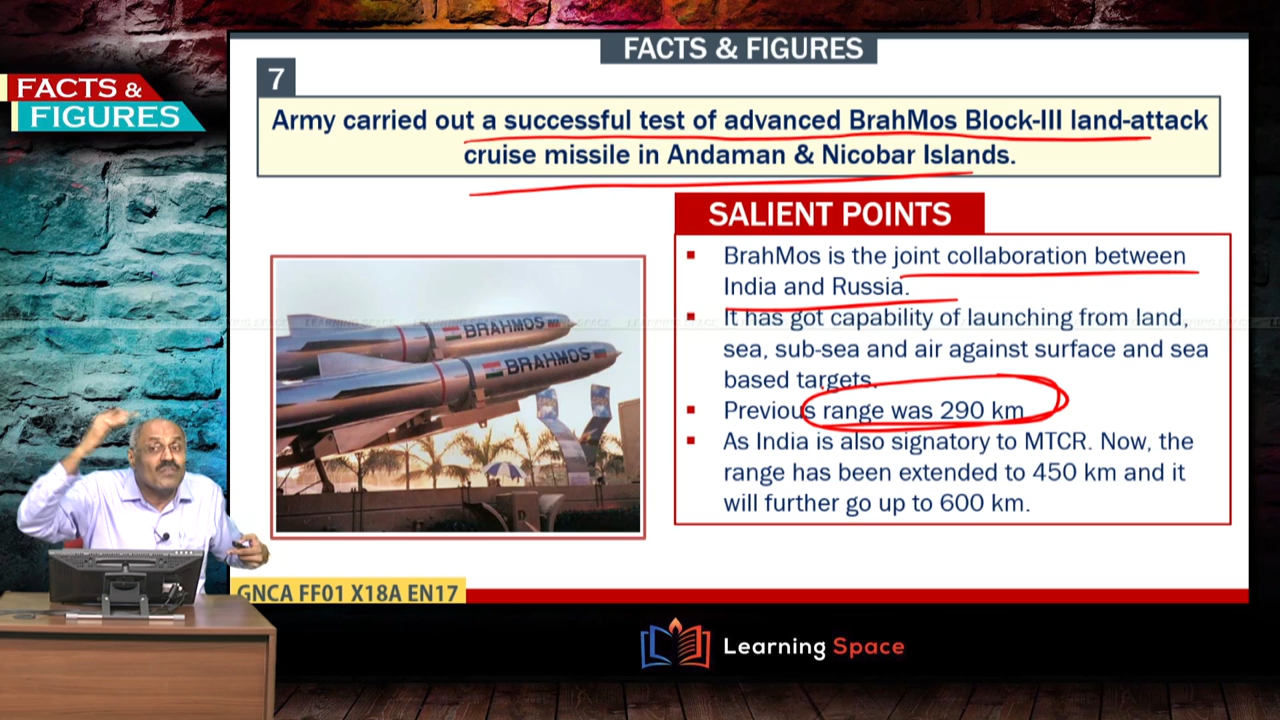 FACTS & FIGURES
FACTS &
FIGURES
7
Army carried out a successful test of advanced BrahMos Block-III land-attack
cruise missile in Andaman & Nicobar Islands.
SALIENT POINTS
▪ BrahMos is the joint collaboration between
India and Russia.
▪ It has got capability of launching from land,
sea, sub-sea and air against surface and sea
based targets.
▪ Previous range was 290 km
▪ As India is also signatory to MTCR. Now, the
range has been extended to 450 km and it
will further go up to 600 km.
BRAHMOS
BRAHMOS
GNCA FF01 X18A EN17
Learning Space